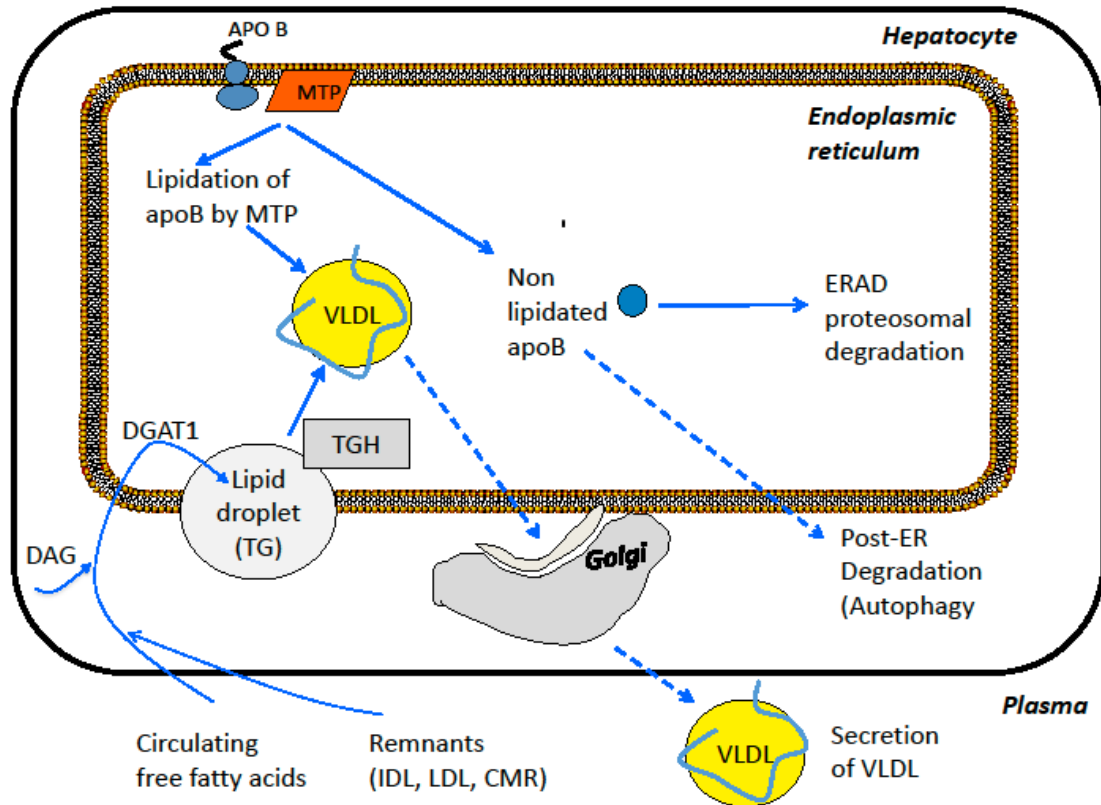 APO B
Hepatocyte
MTP
Endoplasmic
reticulum
Lipidation of
apoB by MTP
VLDL
Non
lipidated
apoB
ERAD
proteosomal
degradation
DGAT1
TGH
Lipid
droplet
(TG)
DAG
Golgi
Post-ER
Degradation
(Autophagy
Plasma
Circulating
free fatty acids
Remnants
(IDL, LDL, CMR)
VLDL
Secretion
of VLDL